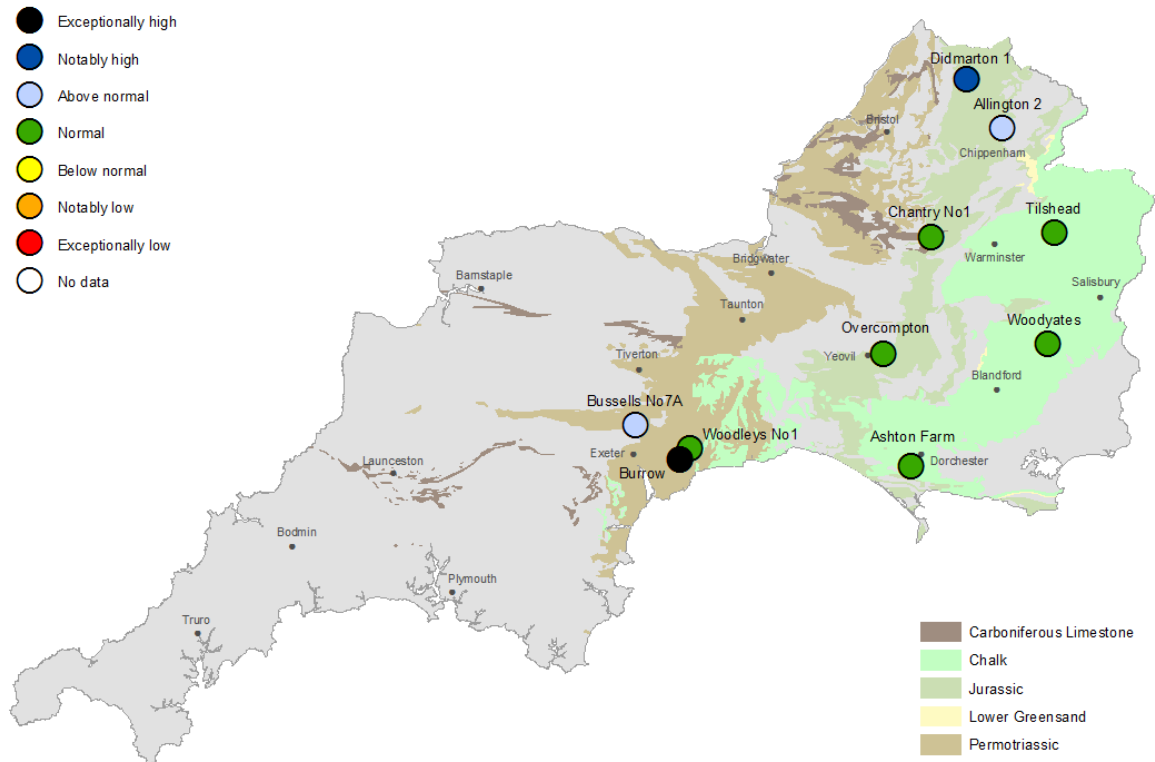 Exceptionally high
Notably high
Above normal
Normal
Below normal
Notably low
Exceptionally low
No data
Didmarton 1
Allington 2
Bristol
Chippenham
Chantry No1
Tilshead
Warminster
Bridgwater
Barnstaple
Salisbury
Taunton
Overcompton
Woodyates
Yeovil
Tiverton
Blandford
Bussells No7A
Woodleys No1
Ashton Farm
Exeter
Dorchester
Launceston
Burrow
Bodmin
Plymouth
Truro
Carboniferous Limestone
Chalk
Jurassic
Lower Greensand
Permotriassic